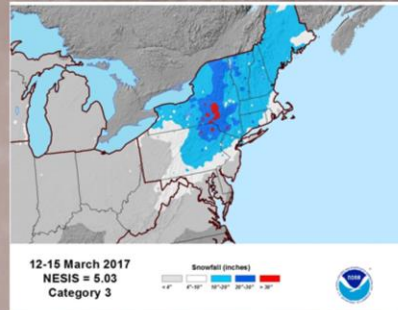 12-15 March 2017
NESIS = 5.03
Category 3
Snowfall (inches)
< 4"
4"-10"
10"-20"
20"-30"
> 30"
NOAA